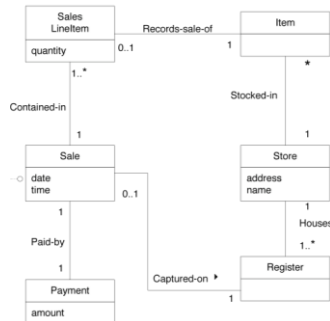 Sales
LineItem
quantity
Records-sale-of
0..1
1
Item
1..*
*
Contained-in
Stocked-in
1
1
Sale
date
time
0..1
Store
address
name
1
1
Houses
Paid-by
1..*
1
Captured-on
1
Register
Payment
amount